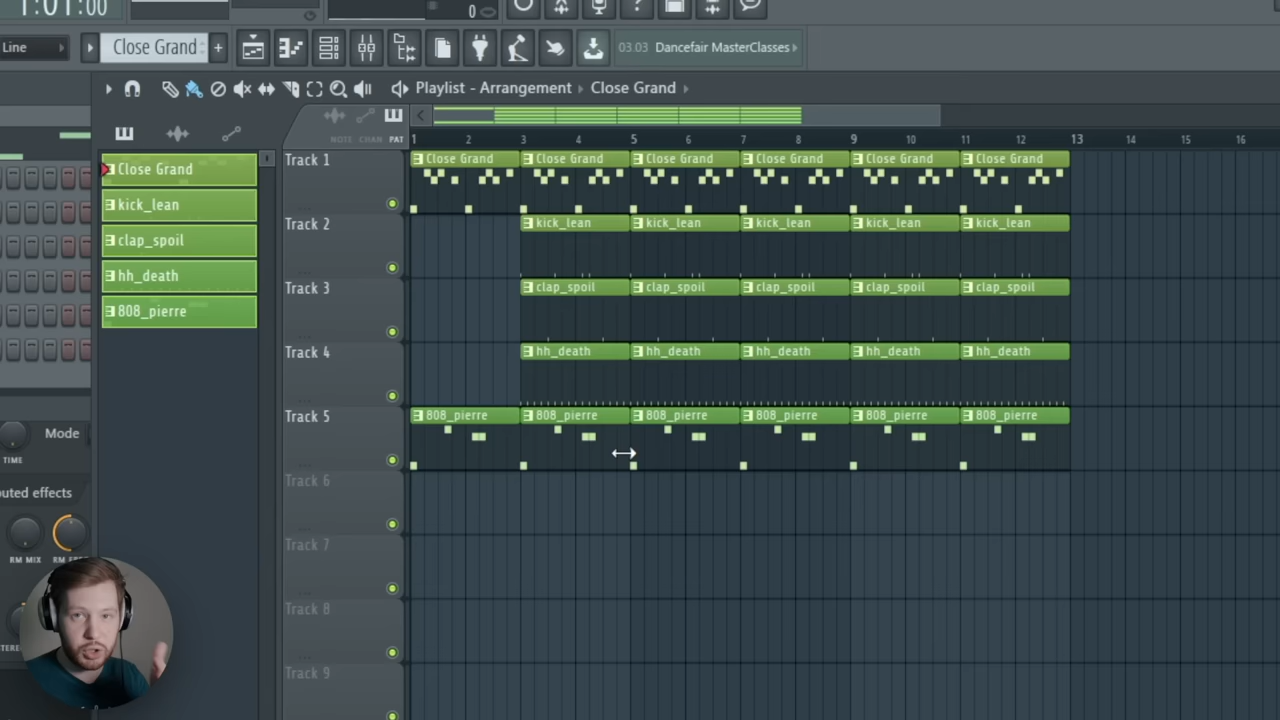 1:01:00
0
Line
Close Grand
+
03.03 Dancefair MasterClasses
Playlist - Arrangement
Close Grand
NOTE CHAN PAT
1 2 3 4 5 6 7 8 9 10 11 12 13 14 15 16
Close Grand
kick_lean
clap_spoil
hh_death
808_pierre
Track 1
Close Grand Close Grand Close Grand Close Grand Close Grand Close Grand
Track 2
kick_lean kick_lean kick_lean kick_lean kick_lean
Track 3
clap_spoil clap_spoil clap_spoil clap_spoil clap_spoil
Track 4
hh_death hh_death hh_death hh_death hh_death
Track 5
808_pierre 808_pierre 808_pierre 808_pierre 808_pierre 808_pierre
Track 6
Track 7
Track 8
Track 9
Mode
TIME
uted effects
RM MIX